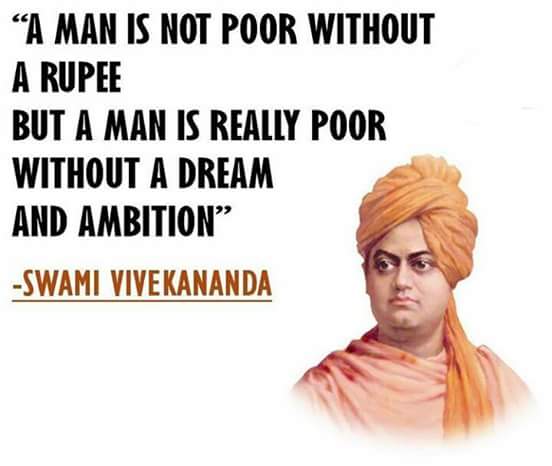 “A MAN IS NOT POOR WITHOUT
A RUPEE
BUT A MAN IS REALLY POOR
WITHOUT A DREAM
AND AMBITION”
-SWAMI VIVEKANANDA